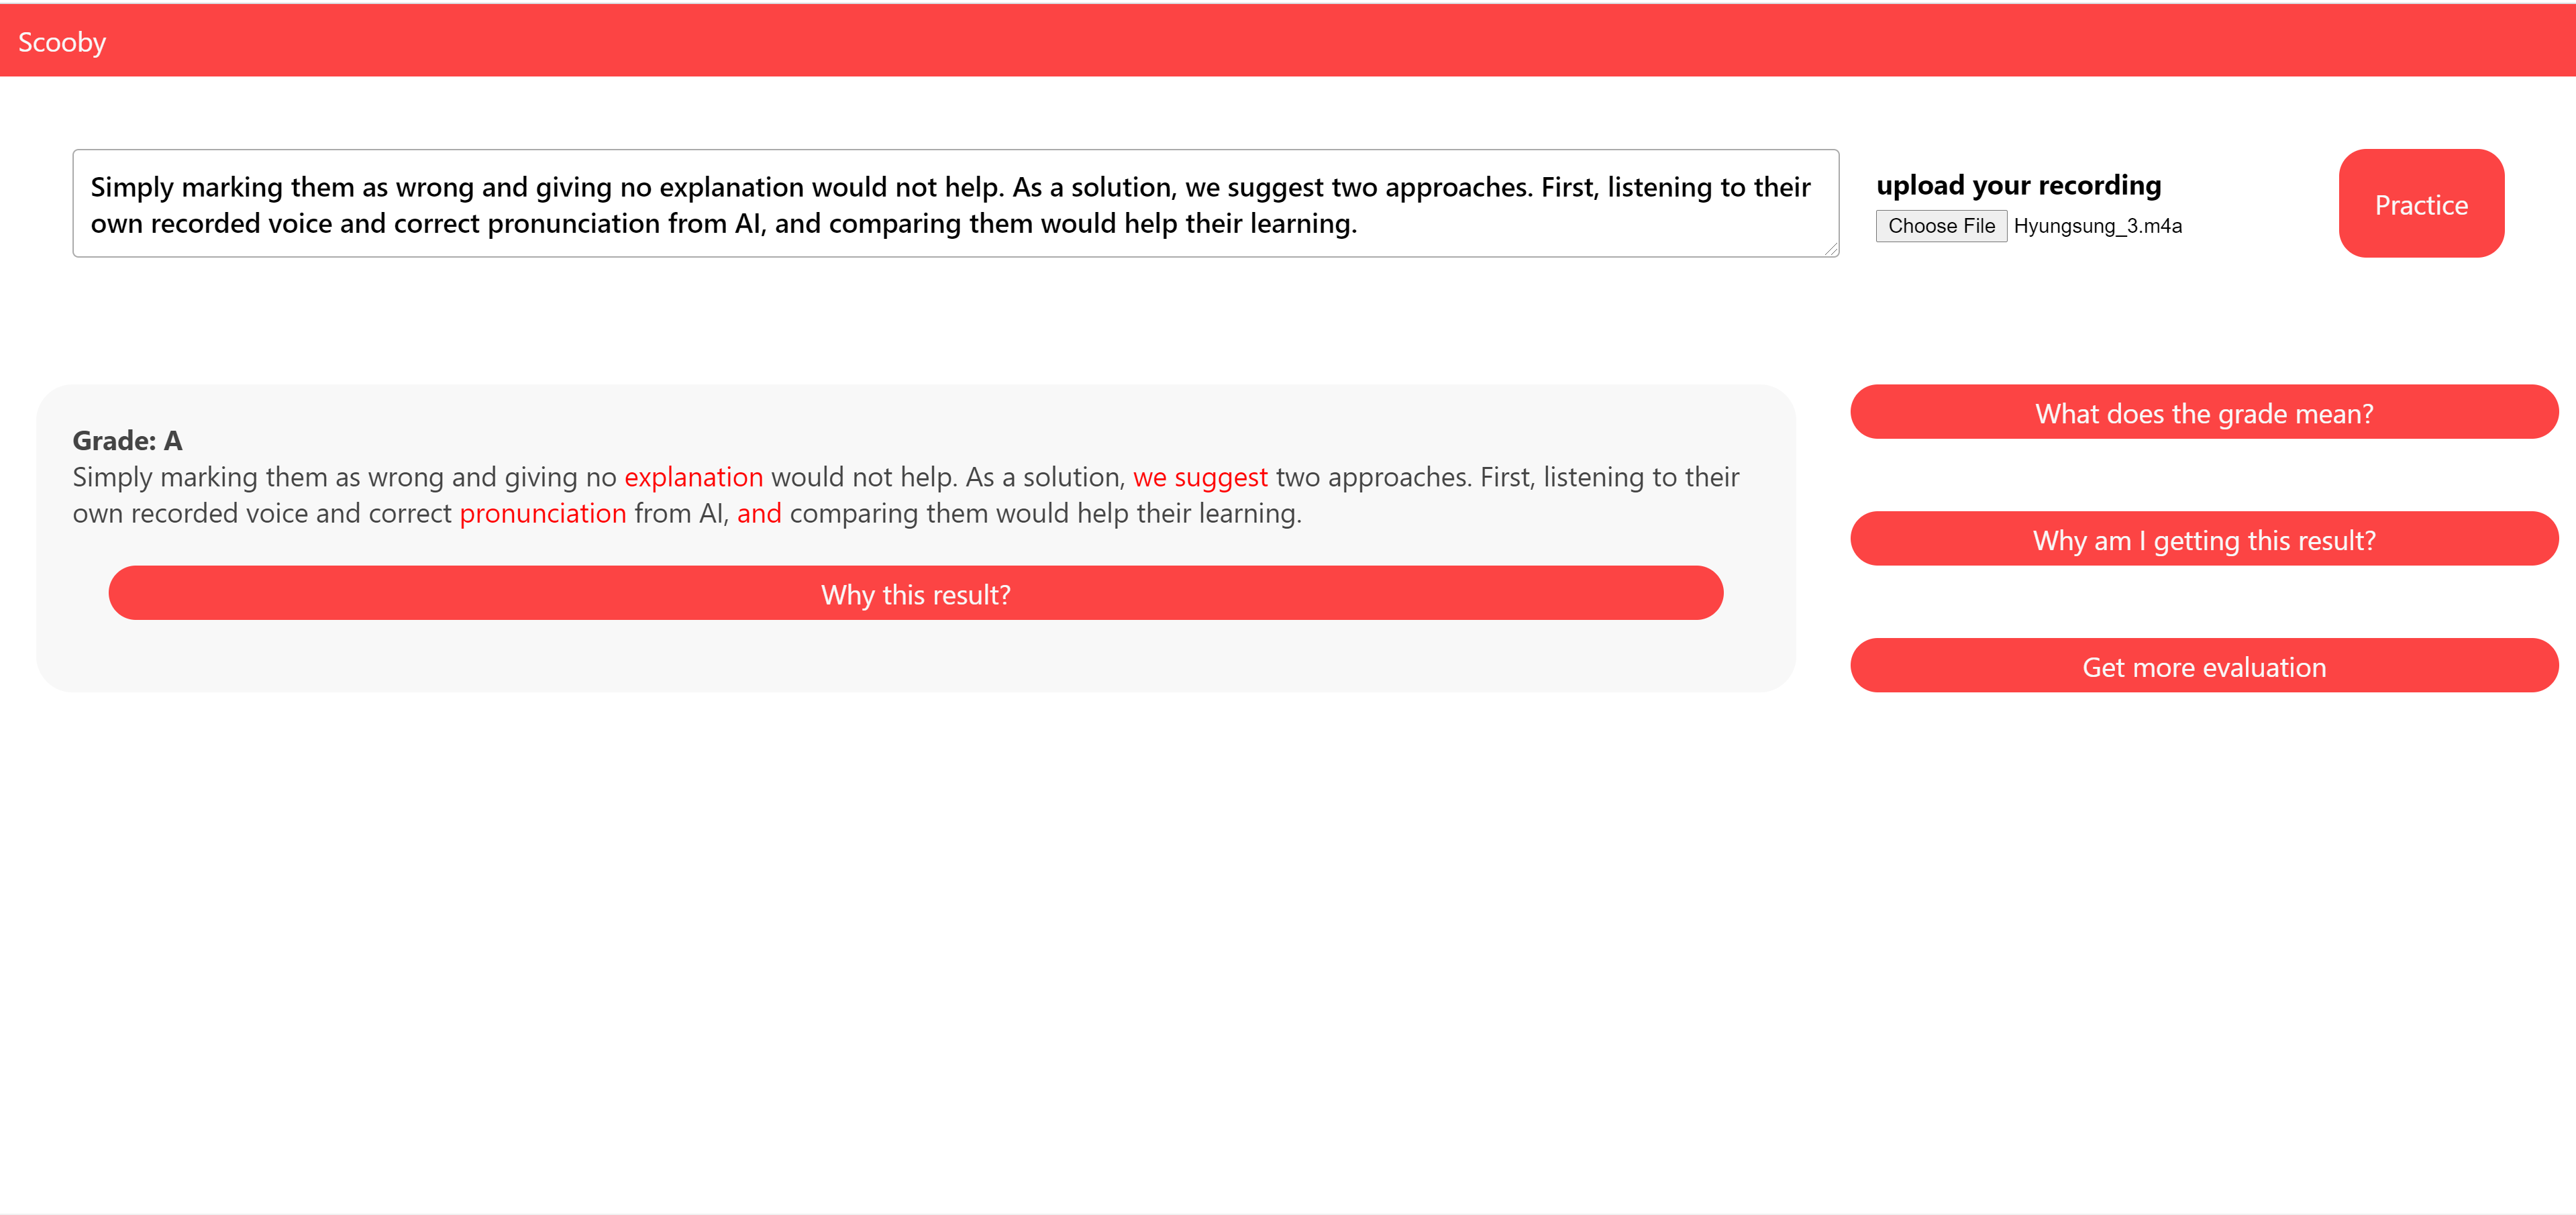 Scooby
Simply marking them as wrong and giving no explanation would not help. As a solution, we suggest two approaches. First, listening to their
own recorded voice and correct pronunciation from AI, and comparing them would help their learning.
upload your recording
Choose File Hyungsung_3.m4a
Practice
Grade: A
Simply marking them as wrong and giving no explanation would not help. As a solution, we suggest two approaches. First, listening to their
own recorded voice and correct pronunciation from AI, and comparing them would help their learning.
Why this result?
What does the grade mean?
Why am I getting this result?
Get more evaluation